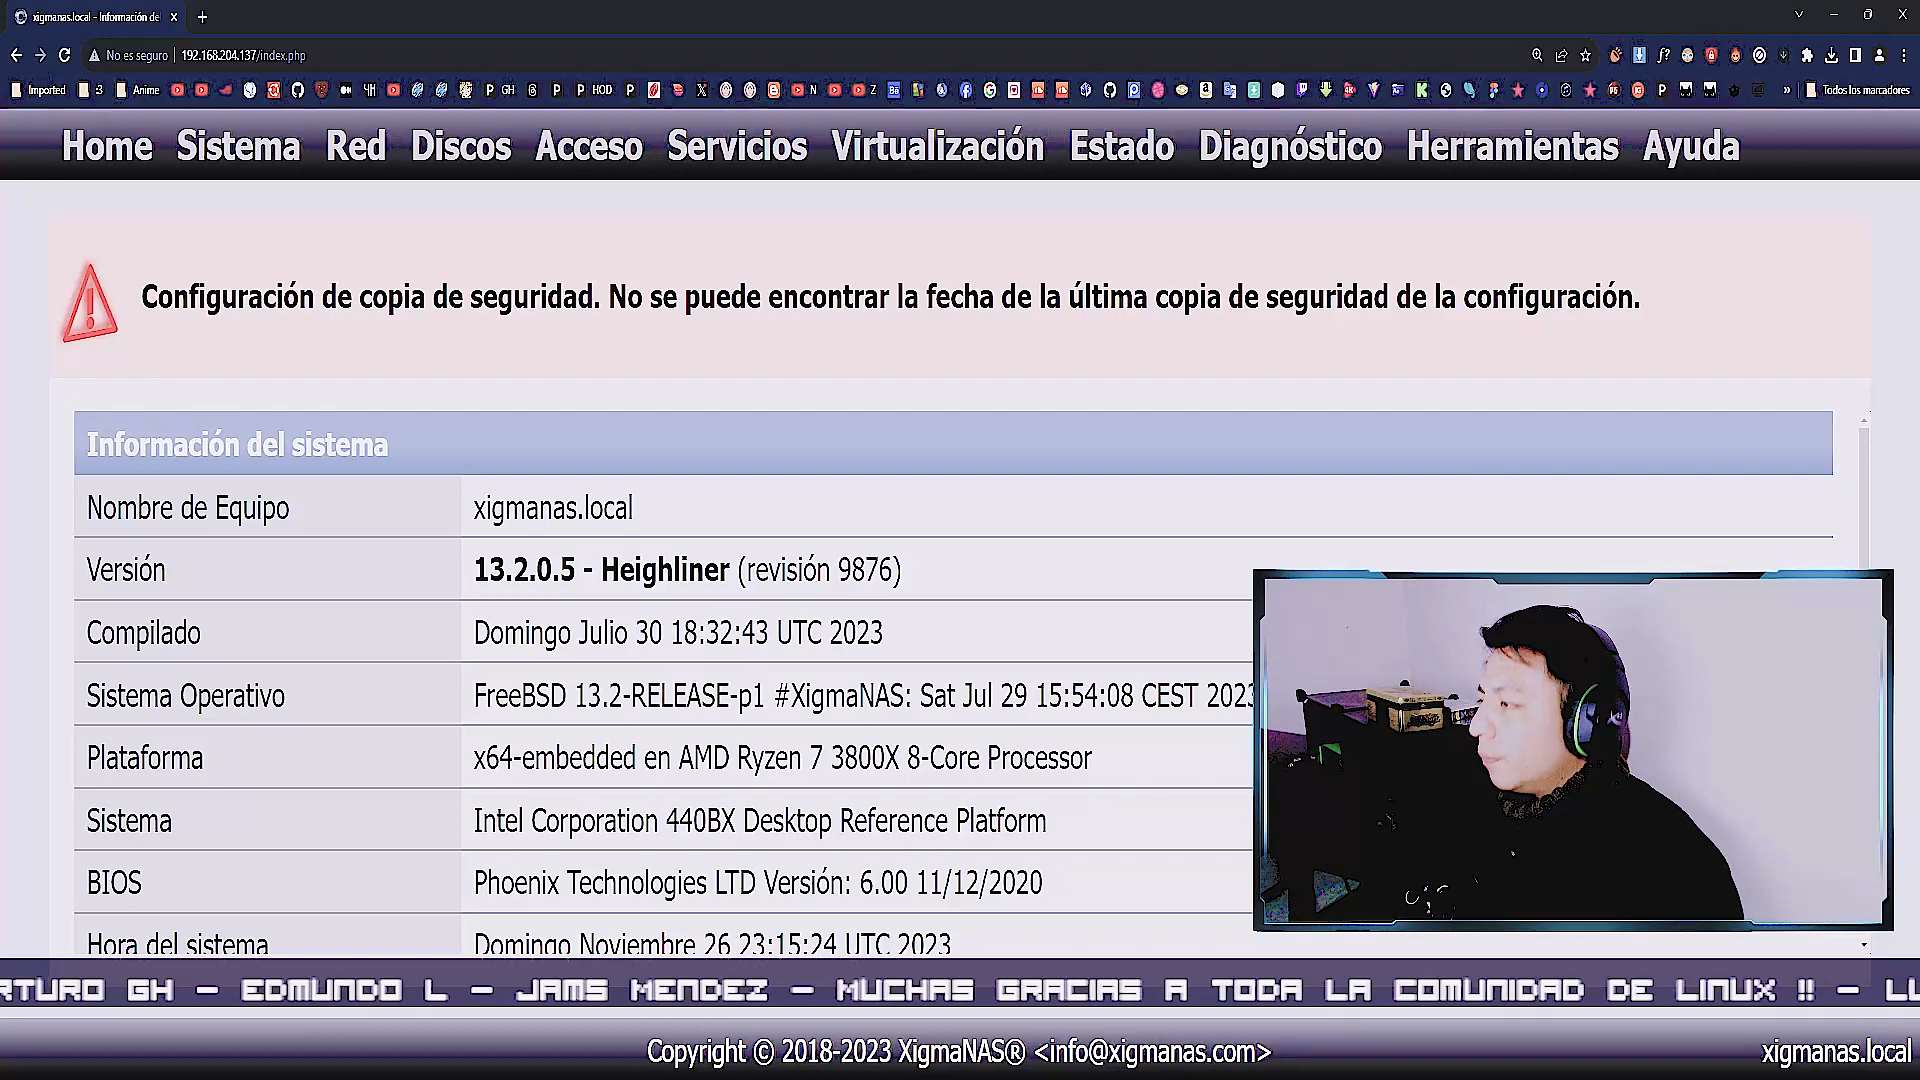 xigmanas.local - Información de
No es seguro 192.168.204.137/index.php
Imported :3 Anime GH HOD N Z Todos los marcadores
Home Sistema Red Discos Acceso Servicios Virtualización Estado Diagnóstico Herramientas Ayuda
Configuración de copia de seguridad. No se puede encontrar la fecha de la última copia de seguridad de la configuración.
Información del sistema
Nombre de Equipo xigmanas.local
Versión 13.2.0.5 - Heighliner (revisión 9876)
Compilado Domingo Julio 30 18:32:43 UTC 2023
Sistema Operativo FreeBSD 13.2-RELEASE-p1 #XigmaNAS: Sat Jul 29 15:54:08 CEST 2023
Plataforma x64-embedded en AMD Ryzen 7 3800X 8-Core Processor
Sistema Intel Corporation 440BX Desktop Reference Platform
BIOS Phoenix Technologies LTD Versión: 6.00 11/12/2020
Hora del sistema Domingo Noviembre 26 23:15:24 UTC 2023
RTURO GH - EDMUNDO L - JAMS MENDEZ - MUCHAS GRACIAS A TODA LA COMUNIDAD DE LINUX !! - LU
Copyright © 2018-2023 XigmaNAS® <info@xigmanas.com>
xigmanas.local